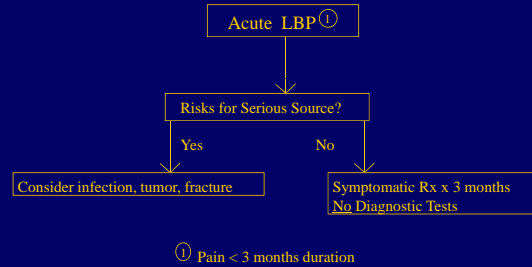 Acute LBP ①
Risks for Serious Source?
Yes
No
Consider infection, tumor, fracture
Symptomatic Rx x 3 months
No Diagnostic Tests
① Pain < 3 months duration